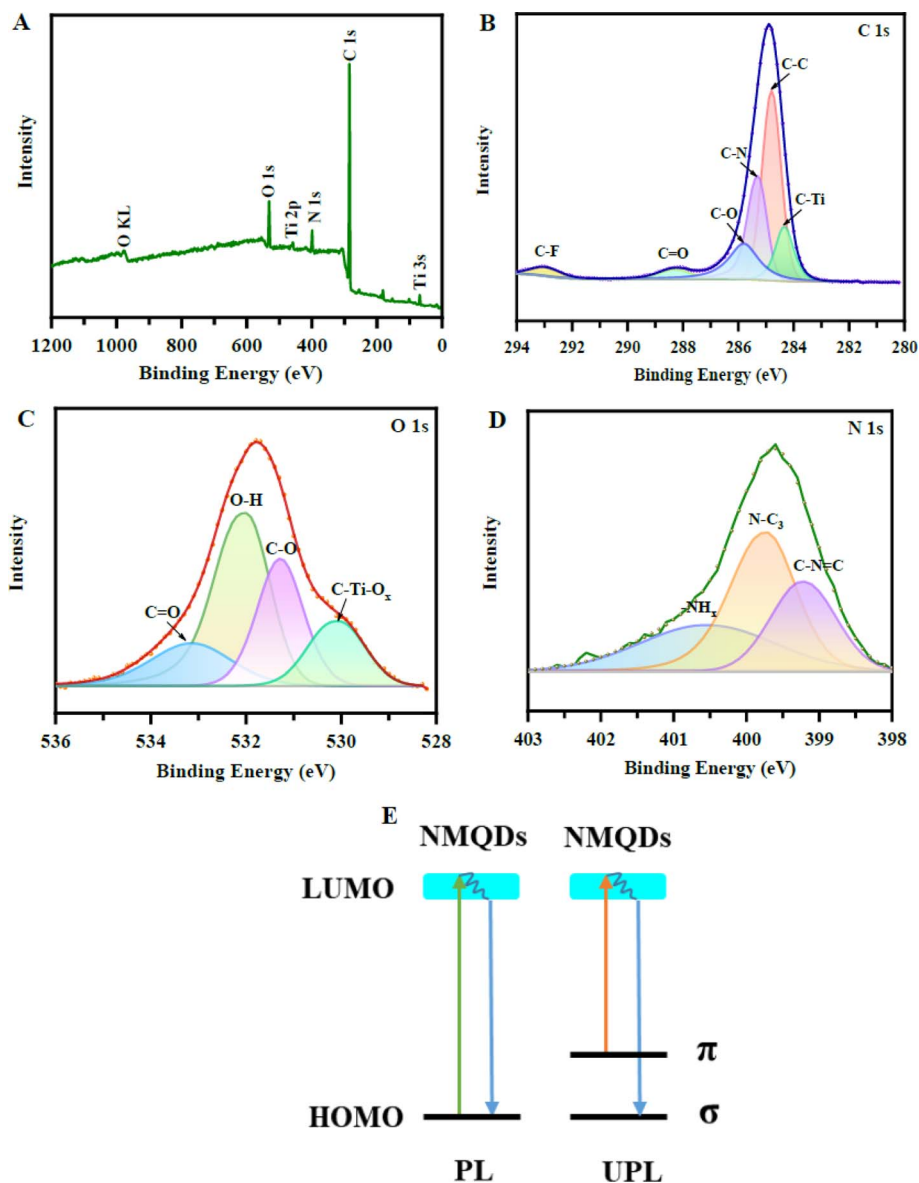 A
Intensity
O KL
O 1s
Ti 2p
N 1s
C 1s
Ti 3s
1200 1000 800 600 400 200 0
Binding Energy (eV)
B
C 1s
Intensity
C-F
C=O
C-O
C-N
C-C
C-Ti
294 292 290 288 286 284 282 280
Binding Energy (eV)
C
O 1s
Intensity
C=O
O-H
C-O
C-Ti-Oₓ
536 534 532 530 528
Binding Energy (eV)
D
N 1s
Intensity
-NHₓ
N-C₃
C-N=C
403 402 401 400 399 398
Binding Energy (eV)
E
NMQDs NMQDs
LUMO
π
HOMO σ
PL UPL